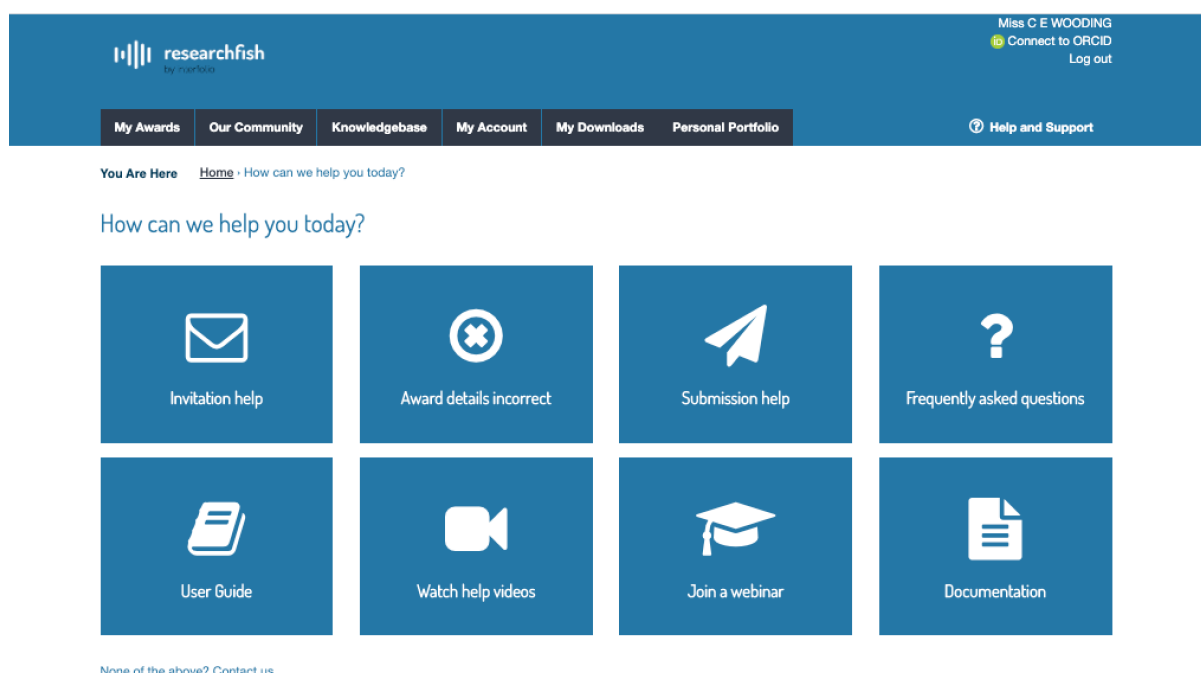 Miss C E WOODING
iD Connect to ORCID
Log out
researchfish
by interfolio
My Awards Our Community Knowledgebase My Account My Downloads Personal Portfolio
Help and Support
You Are Here Home › How can we help you today?
How can we help you today?
Invitation help Award details incorrect Submission help Frequently asked questions
User Guide Watch help videos Join a webinar Documentation
None of the above? Contact us